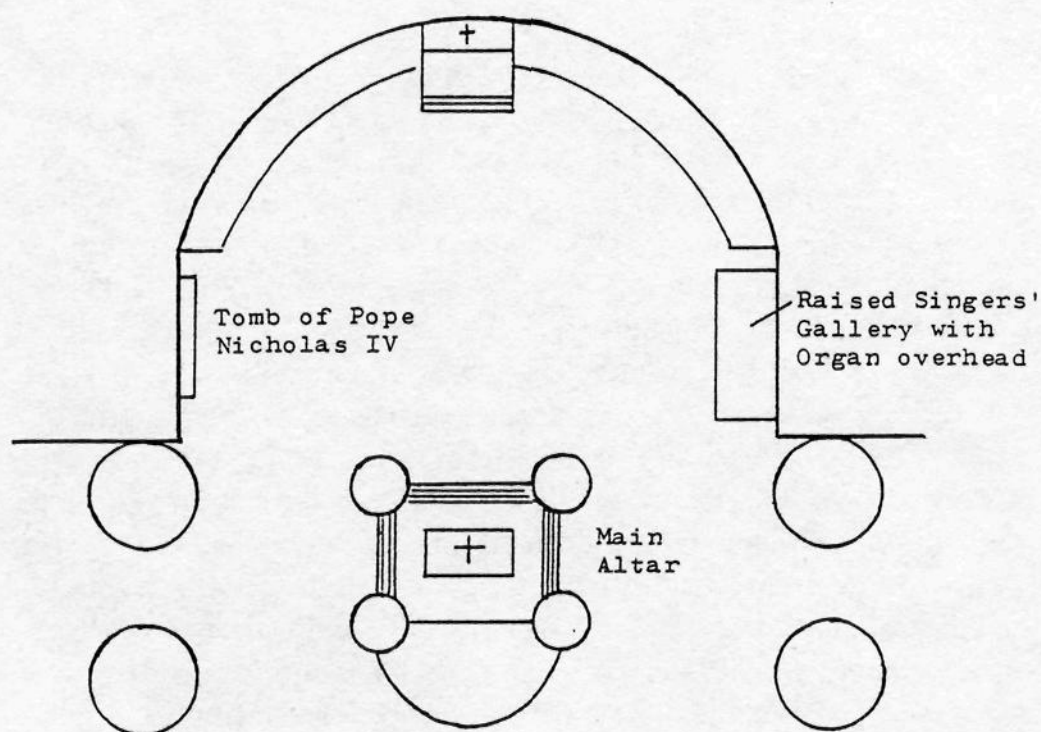 Tomb of Pope
Nicholas IV
Raised Singers'
Gallery with
Organ overhead
Main
Altar